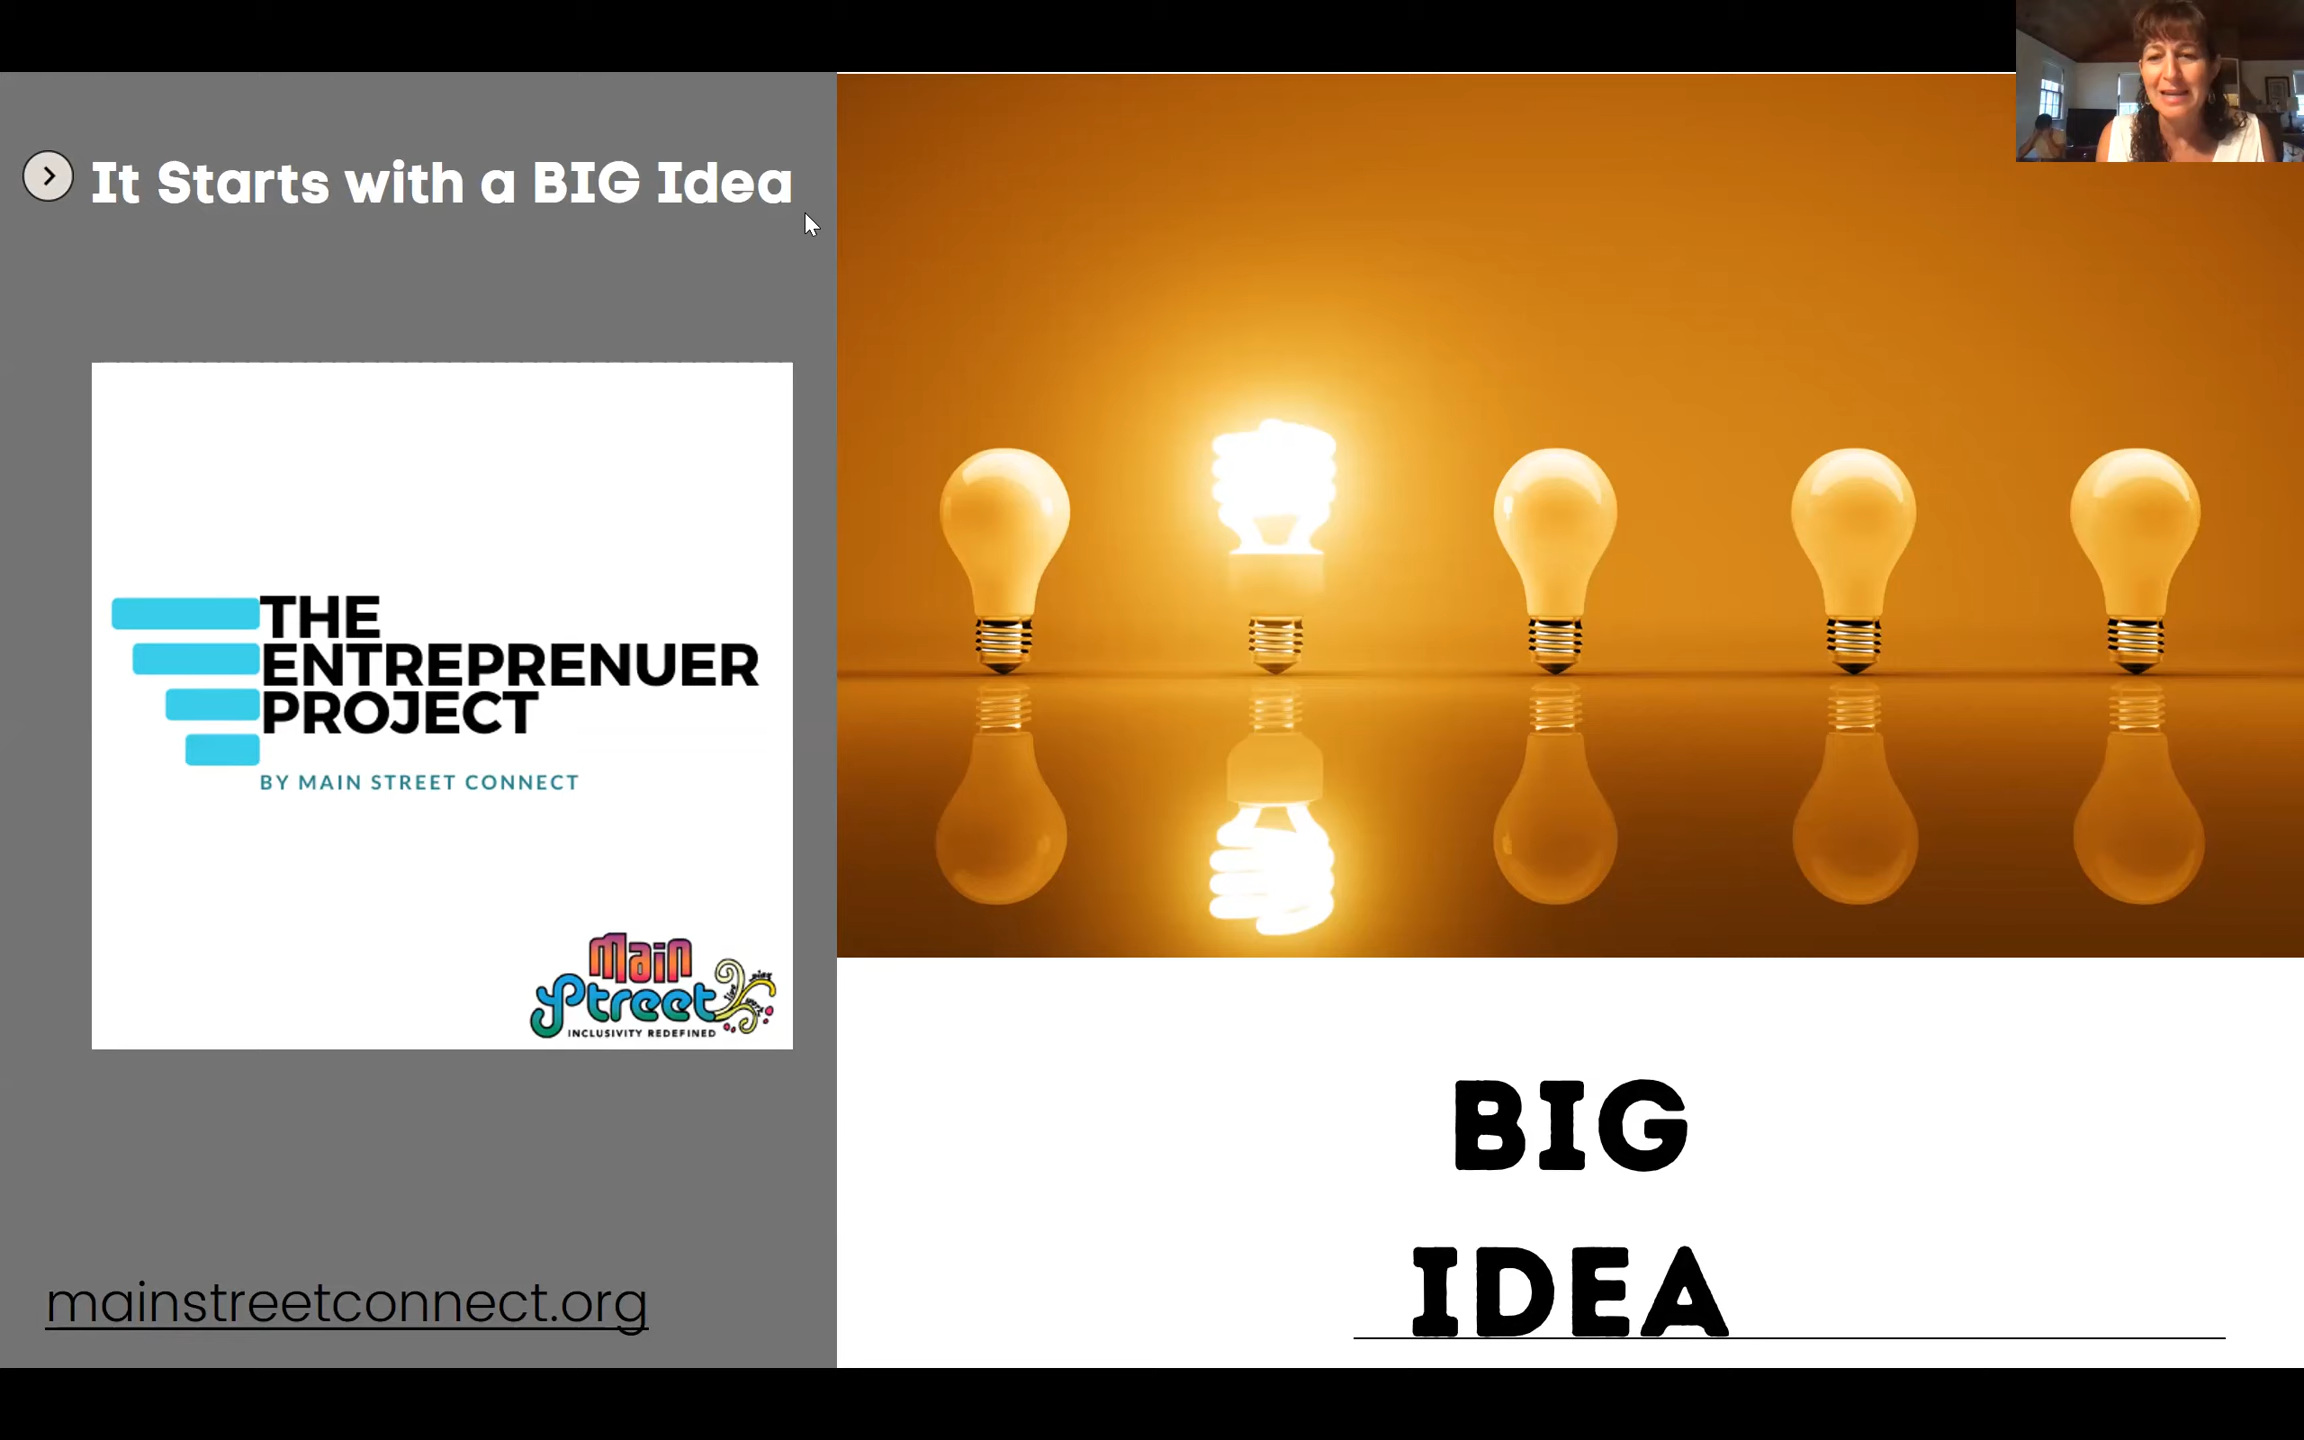 It Starts with a BIG Idea
THE
ENTREPRENUER
PROJECT
BY MAIN STREET CONNECT
Main
Street
INCLUSIVITY REDEFINED
mainstreetconnect.org
BIG
IDEA